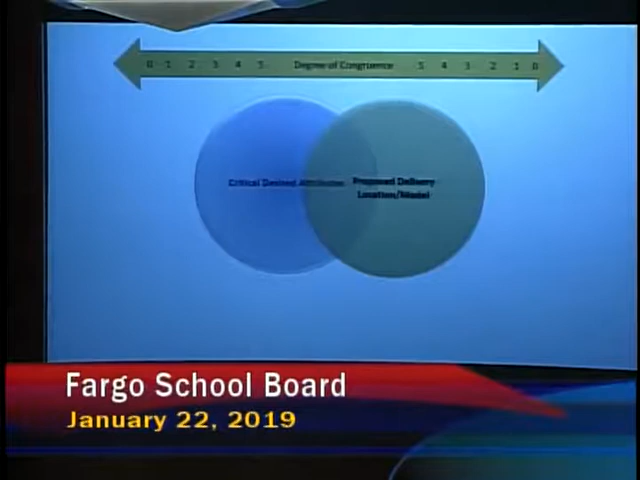 0 1 2 3 4 5 Degree of Congruence 5 4 3 2 1 0
Critical Desired Attributes
Proposed Delivery
Location/Model
Fargo School Board
January 22, 2019